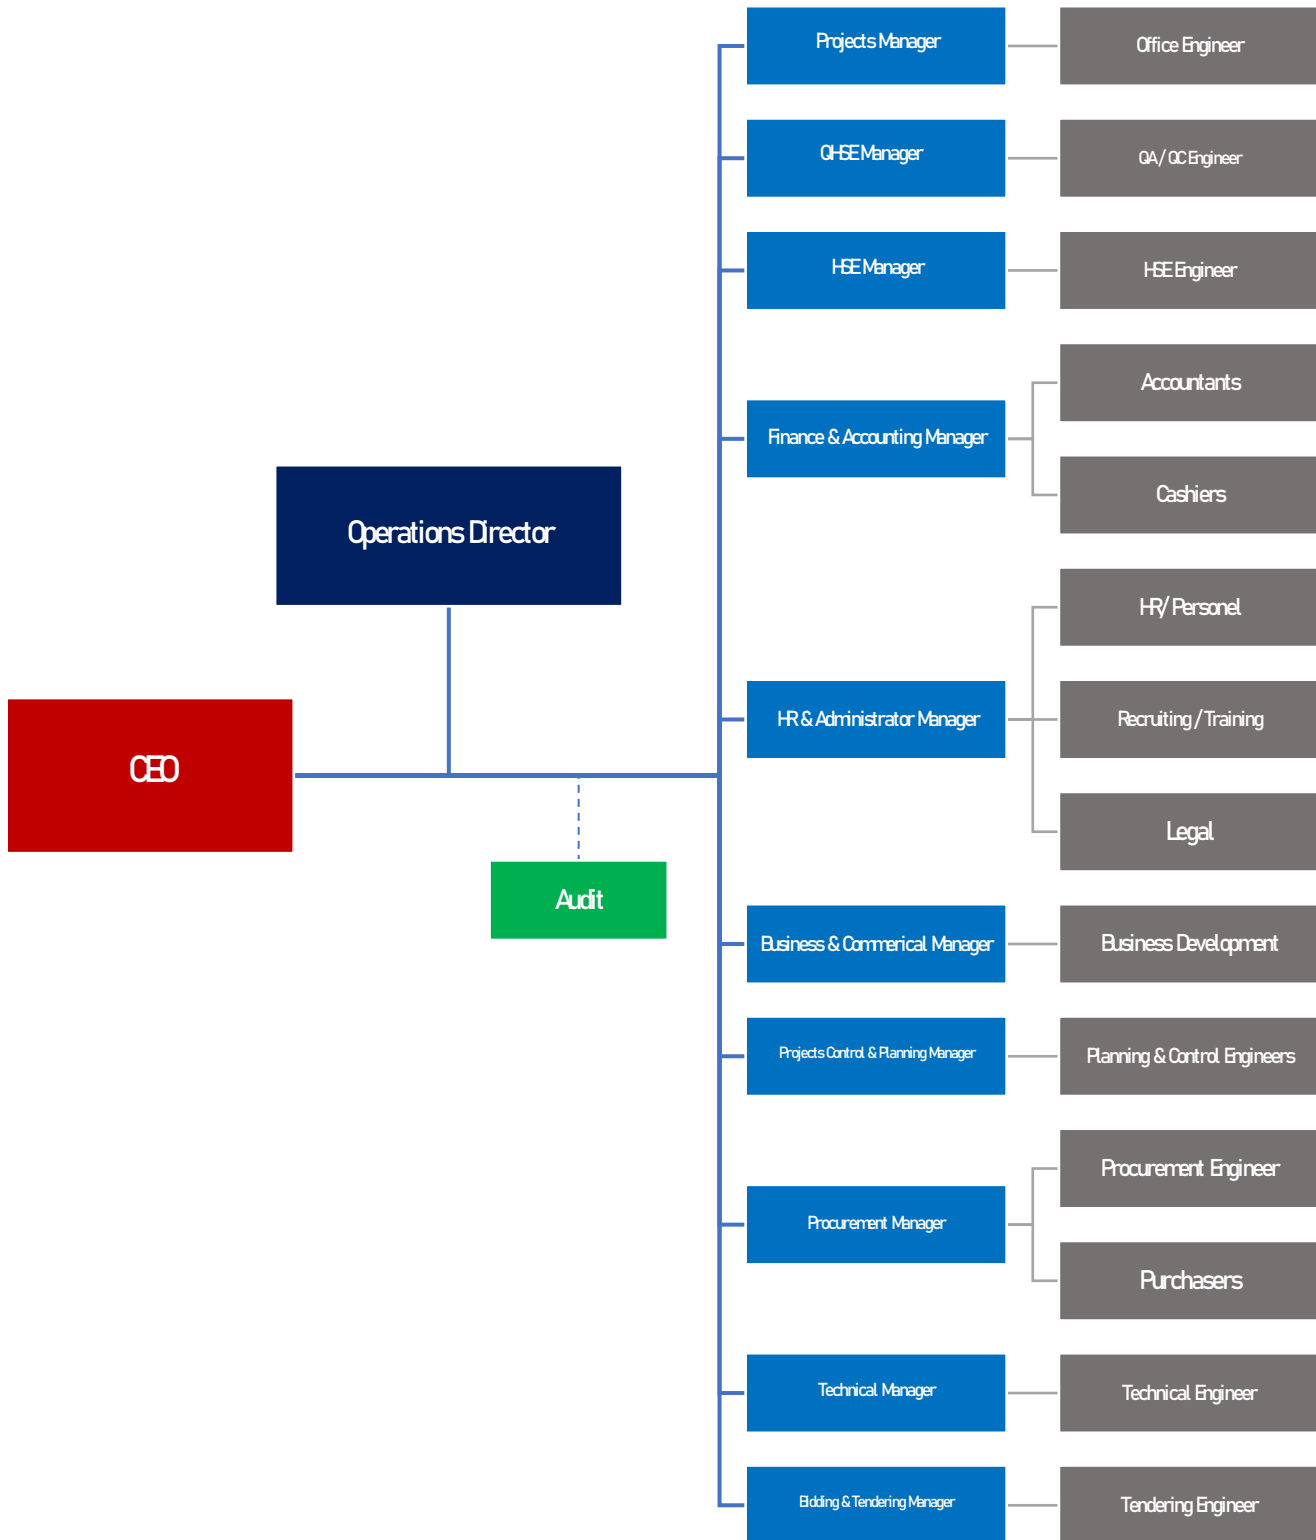 Projects Manager
Office Engineer
QHSE Manager
QA / QC Engineer
HSE Manager
HSE Engineer
Finance & Accounting Manager
Accountants
Cashiers
Operations Director
CEO
Audit
HR & Administrator Manager
HR/ Personel
Recruiting / Training
Legal
Business & Commerical Manager
Business Development
Projects Control & Planning Manager
Planning & Control Engineers
Procurement Manager
Procurement Engineer
Purchasers
Technical Manager
Technical Engineer
Bidding & Tendering Manager
Tendering Engineer